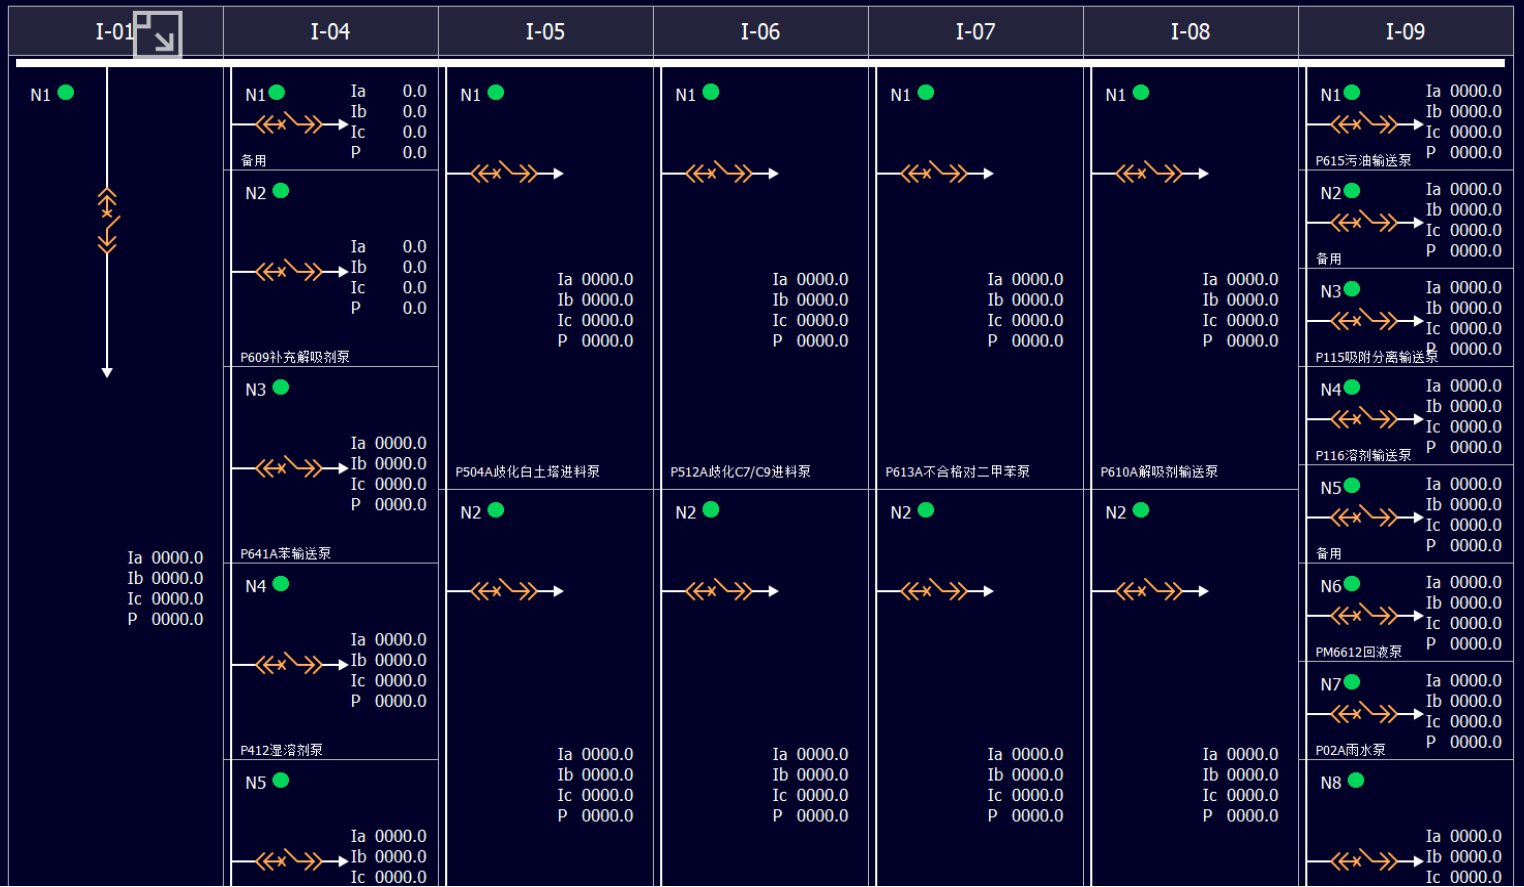 I-01
I-04
I-05
I-06
I-07
I-08
I-09
N1
Ia 0000.0
Ib 0000.0
Ic 0000.0
P 0000.0
N1
Ia 0.0
Ib 0.0
Ic 0.0
P 0.0
备用
N2
Ia 0.0
Ib 0.0
Ic 0.0
P 0.0
P609补充解吸剂泵
N3
Ia 0000.0
Ib 0000.0
Ic 0000.0
P 0000.0
P641A苯输送泵
N4
Ia 0000.0
Ib 0000.0
Ic 0000.0
P 0000.0
P412湿溶剂泵
N5
Ia 0000.0
Ib 0000.0
Ic 0000.0
N1
Ia 0000.0
Ib 0000.0
Ic 0000.0
P 0000.0
P504A歧化白土塔进料泵
N2
Ia 0000.0
Ib 0000.0
Ic 0000.0
P 0000.0
N1
Ia 0000.0
Ib 0000.0
Ic 0000.0
P 0000.0
P512A歧化C7/C9进料泵
N2
Ia 0000.0
Ib 0000.0
Ic 0000.0
P 0000.0
N1
Ia 0000.0
Ib 0000.0
Ic 0000.0
P 0000.0
P613A不合格对二甲苯泵
N2
Ia 0000.0
Ib 0000.0
Ic 0000.0
P 0000.0
N1
Ia 0000.0
Ib 0000.0
Ic 0000.0
P 0000.0
P610A解吸剂输送泵
N2
Ia 0000.0
Ib 0000.0
Ic 0000.0
P 0000.0
N1
Ia 0000.0
Ib 0000.0
Ic 0000.0
P 0000.0
P615污油输送泵
N2
Ia 0000.0
Ib 0000.0
Ic 0000.0
P 0000.0
备用
N3
Ia 0000.0
Ib 0000.0
Ic 0000.0
P 0000.0
P115吸附分离输送泵
N4
Ia 0000.0
Ib 0000.0
Ic 0000.0
P 0000.0
P116溶剂输送泵
N5
Ia 0000.0
Ib 0000.0
Ic 0000.0
P 0000.0
备用
N6
Ia 0000.0
Ib 0000.0
Ic 0000.0
P 0000.0
PM6612回液泵
N7
Ia 0000.0
Ib 0000.0
Ic 0000.0
P 0000.0
P02A雨水泵
N8
Ia 0000.0
Ib 0000.0
Ic 0000.0